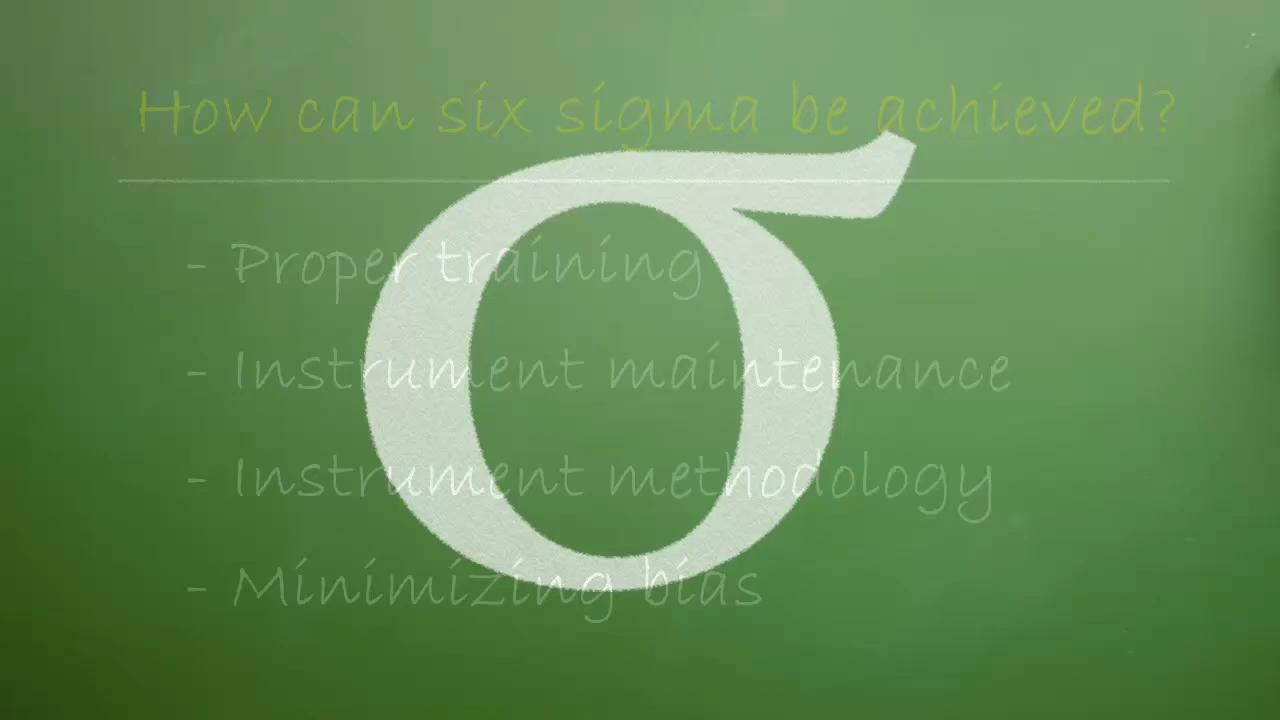 How can six sigma be achieved?
σ
- Proper training
- Instrument maintenance
- Instrument methodology
- Minimizing bias